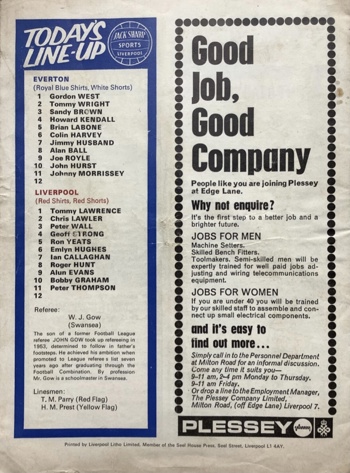 TODAY'S
LINE-UP
JACK SHARP
SPORTS
LIVERPOOL
EVERTON
(Royal Blue Shirts, White Shorts)
1 Gordon WEST
2 Tommy WRIGHT
3 Sandy BROWN
4 Howard KENDALL
5 Brian LABONE
6 Colin HARVEY
7 Jimmy HUSBAND
8 Alan BALL
9 Joe ROYLE
10 John HURST
11 Johnny MORRISSEY
12
LIVERPOOL
(Red Shirts, Red Shorts)
1 Tommy LAWRENCE
2 Chris LAWLER
3 Peter WALL
4 Geoff STRONG
5 Ron YEATS
6 Emlyn HUGHES
7 Ian CALLAGHAN
8 Roger HUNT
9 Alun EVANS
10 Bobby GRAHAM
11 Peter THOMPSON
12
Referee:
W. J. Gow
(Swansea)
The son of a former Football League
referee JOHN GOW took up refereeing in
1953, determined to follow in father's
footsteps. He achieved his ambition when
promoted to League referee a list seven
years ago after graduating through the
Football Combination. By profession
Mr. Gow is a schoolmaster in Swansea.
Linesmen:
T. M. Parry (Red Flag)
H. M. Prest (Yellow Flag)
Good
Job,
Good
Company
People like you are joining Plessey
at Edge Lane.
Why not enquire?
It's the first step to a better job and a
brighter future.
JOBS FOR MEN
Machine Setters.
Skilled Bench Fitters.
Toolmakers. Semi-skilled men will be
expertly trained for well paid jobs ad-
justing and wiring telecommunications
equipment.
JOBS FOR WOMEN
If you are under 40 you will be trained
by our skilled staff to assemble and con-
nect up small electrical components.
and it's easy to
find out more...
Simply call in to the Personnel Department
at Milton Road for an informal discussion.
Come any time it suits you—
9-11 am, 2-4 pm Monday to Thursday.
9-11 am Friday.
Or drop a line to the Employment Manager,
The Plessey Company Limited,
Milton Road, (off Edge Lane) Liverpool 7.
PLESSEY
Printed by Liverpool Litho Limited, Member of the Seel House Press, Seel Street, Liverpool L1 4AY.